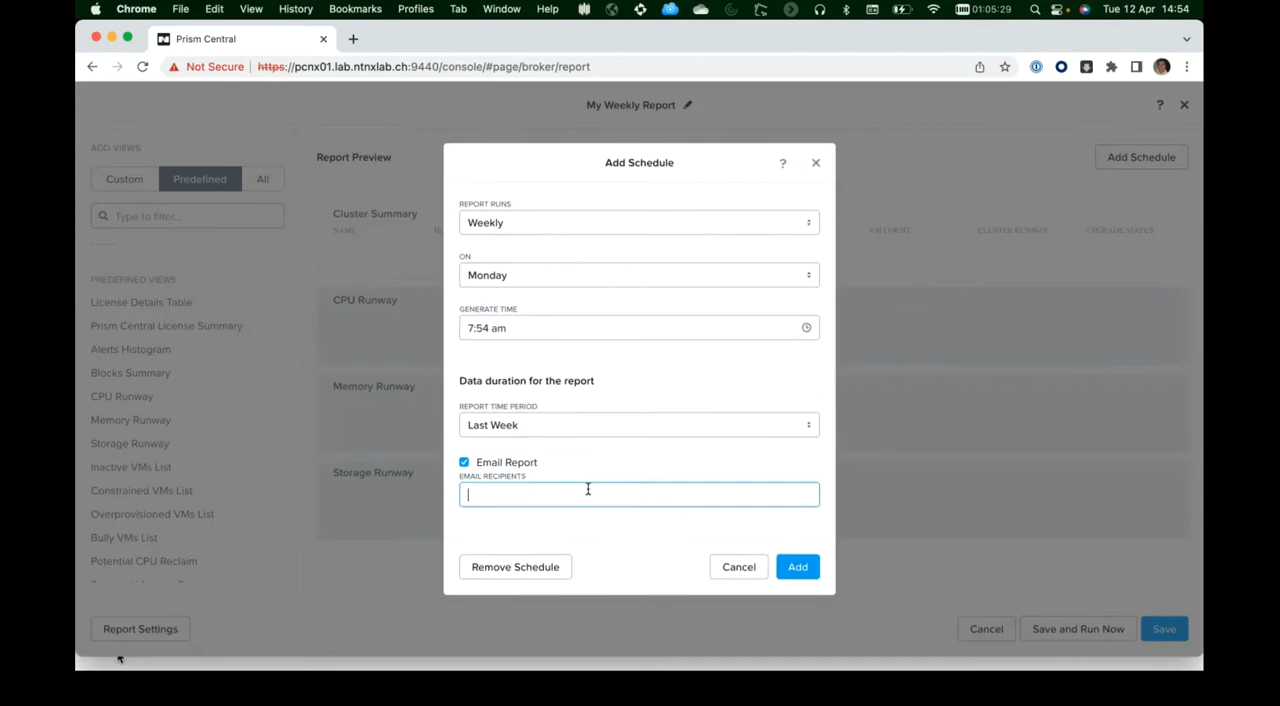 Chrome File Edit View History Bookmarks Profiles Tab Window Help 01:05:29 Tue 12 Apr 14:54
Prism Central
Not Secure https://pcnx01.lab.ntnxlab.ch:9440/console/#page/broker/report
My Weekly Report ?
ADD VIEWS
Custom Predefined All
Type to filter...
PREDEFINED VIEWS
License Details Table
Prism Central License Summary
Alerts Histogram
Blocks Summary
CPU Runway
Memory Runway
Storage Runway
Inactive VMs List
Constrained VMs List
Overprovisioned VMs List
Bully VMs List
Potential CPU Reclaim
Report Settings
Report Preview
Add Schedule
Cluster Summary
NAME VM COUNT CLUSTER RUNWAY UPGRADE STATUS
CPU Runway
Memory Runway
Storage Runway
Add Schedule ?
REPORT RUNS
Weekly
ON
Monday
GENERATE TIME
7:54 am
Data duration for the report
REPORT TIME PERIOD
Last Week
Email Report
EMAIL RECIPIENTS
Remove Schedule Cancel Add
Cancel Save and Run Now Save